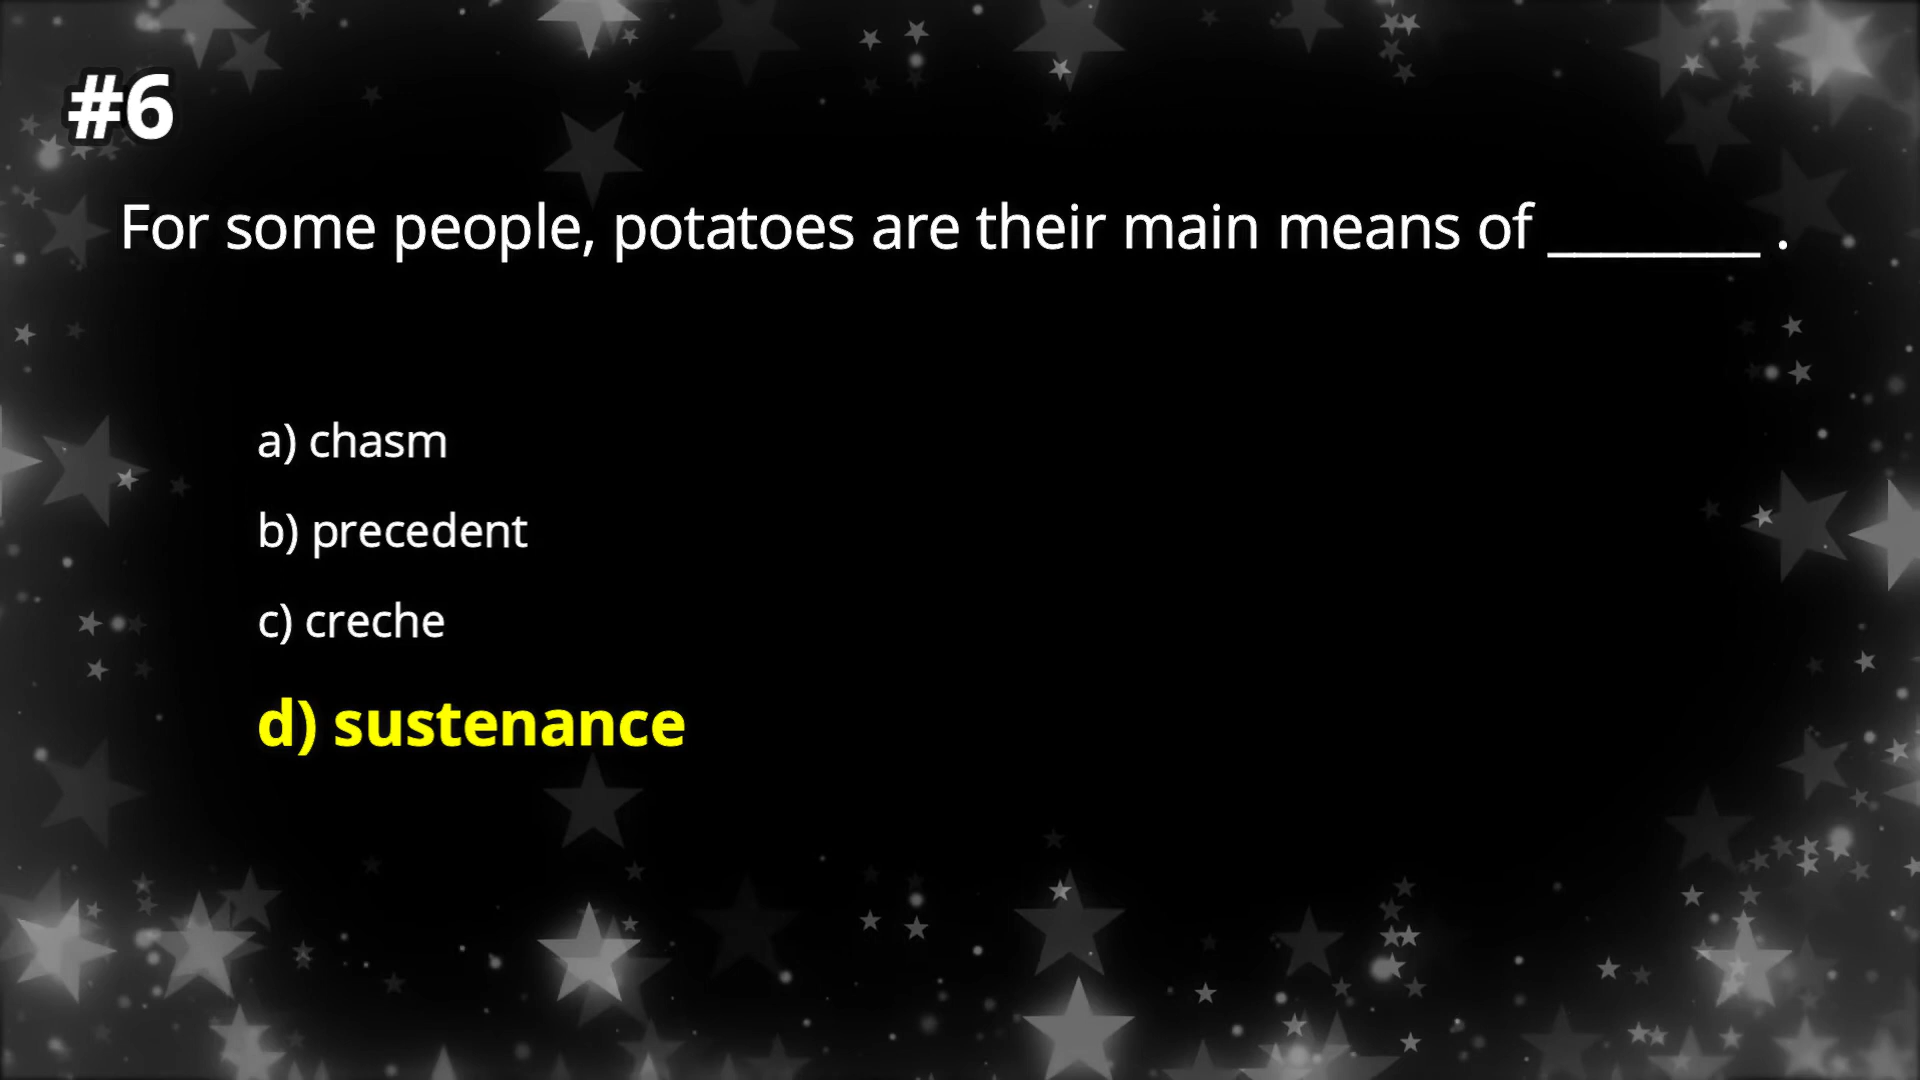 #6
For some people, potatoes are their main means of ________ .
a) chasm
b) precedent
c) creche
d) sustenance